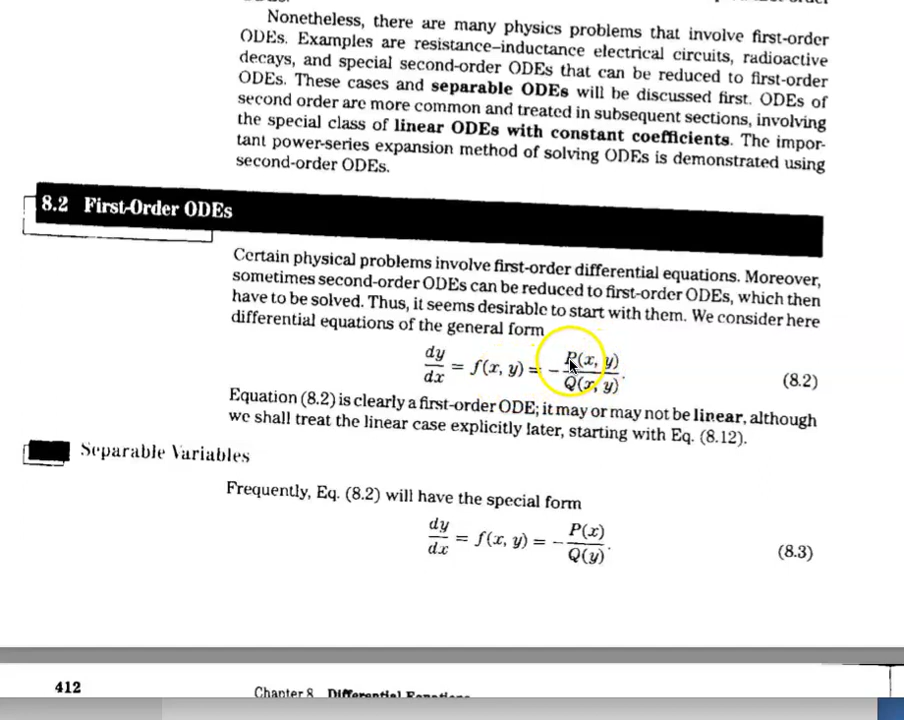 Nonetheless, there are many physics problems that involve first-order
ODEs. Examples are resistance–inductance electrical circuits, radioactive
decays, and special second-order ODEs that can be reduced to first-order
ODEs. These cases and separable ODEs will be discussed first. ODEs of
second order are more common and treated in subsequent sections, involving
the special class of linear ODEs with constant coefficients. The impor-
tant power-series expansion method of solving ODEs is demonstrated using
second-order ODEs.
8.2 First-Order ODEs
Certain physical problems involve first-order differential equations. Moreover,
sometimes second-order ODEs can be reduced to first-order ODEs, which then
have to be solved. Thus, it seems desirable to start with them. We consider here
differential equations of the general form
dy/dx = f(x, y) = −P(x, y)/Q(x, y). (8.2)
Equation (8.2) is clearly a first-order ODE; it may or may not be linear, although
we shall treat the linear case explicitly later, starting with Eq. (8.12).
Separable Variables
Frequently, Eq. (8.2) will have the special form
dy/dx = f(x, y) = −P(x)/Q(y). (8.3)
412 Chapter 8 Differential Equations